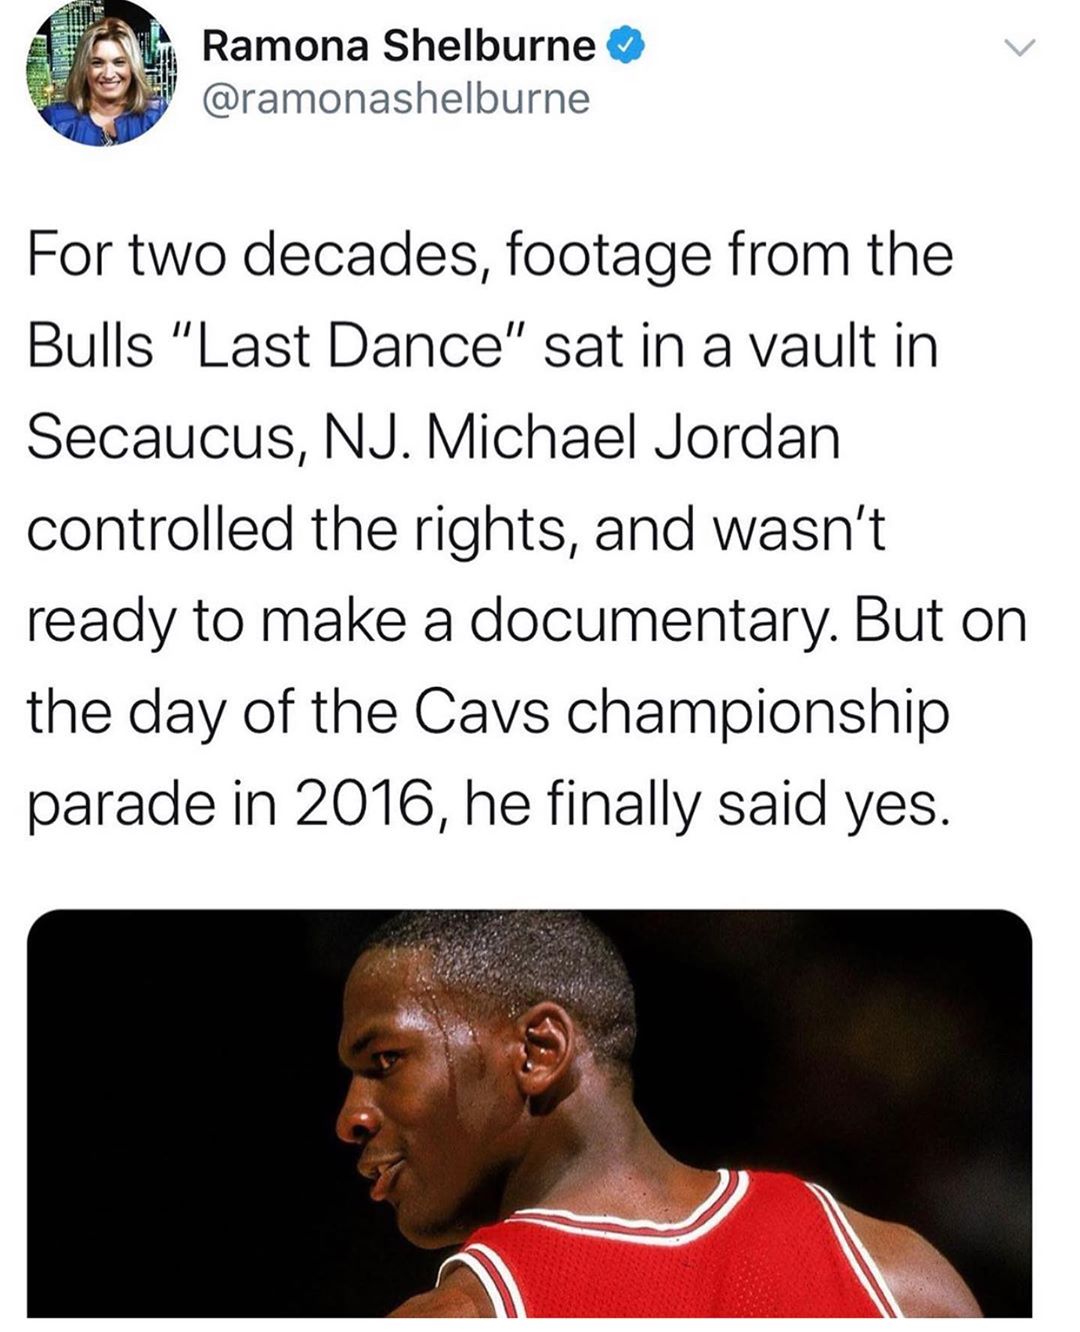 Ramona Shelburne
@ramonashelburne
For two decades, footage from the
Bulls “Last Dance” sat in a vault in
Secaucus, NJ. Michael Jordan
controlled the rights, and wasn’t
ready to make a documentary. But on
the day of the Cavs championship
parade in 2016, he finally said yes.